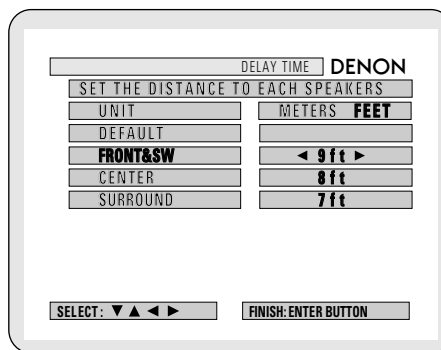 DELAY TIME DENON
SET THE DISTANCE TO EACH SPEAKERS
UNIT METERS FEET
DEFAULT
FRONT&SW ◄ 9ft ►
CENTER 8ft
SURROUND 7ft
SELECT: ▼ ▲ ◄ ► FINISH: ENTER BUTTON